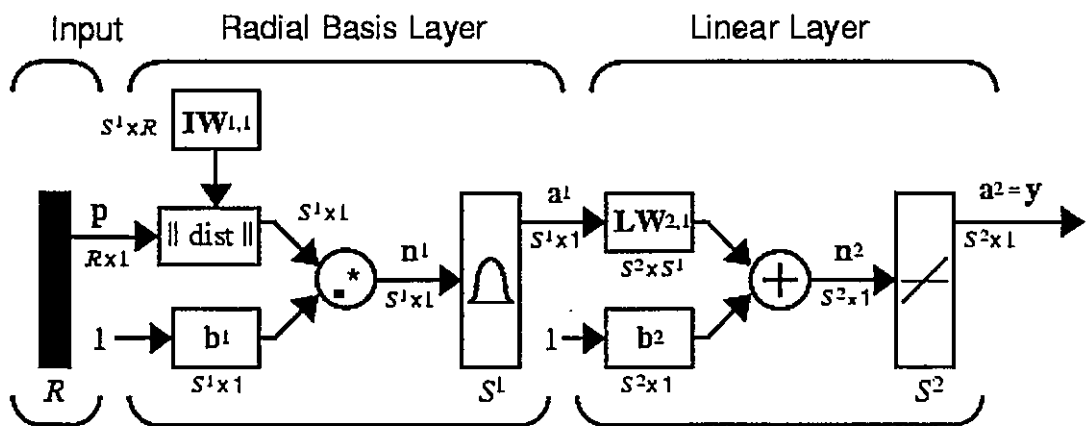 Input Radial Basis Layer Linear Layer
S¹xR IW1,1
p
Rx1
|| dist ||
S¹x1
.*
n¹
S¹x1
a¹
S¹x1
LW2,1
S²xS¹
+
n²
S²x1
a² = y
S²x1
1
b¹
S¹x1
1
b²
S²x1
R
S¹
S²